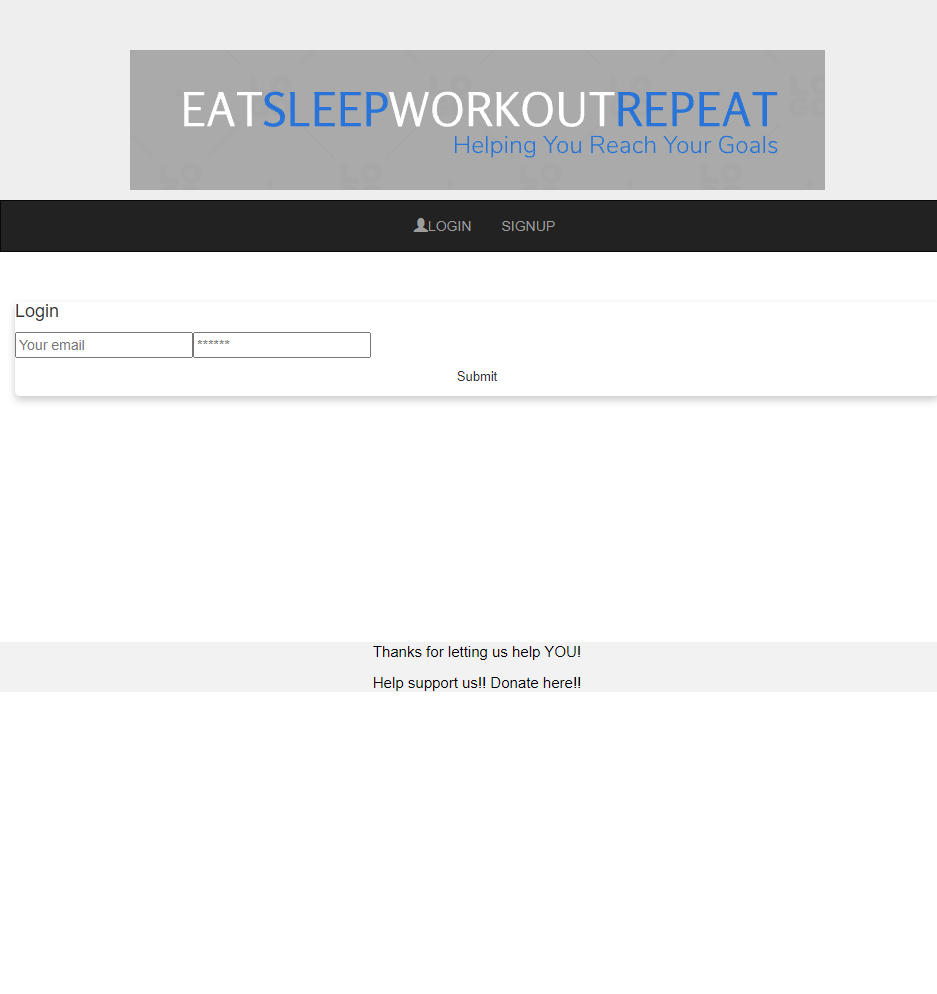 EATSLEEPWORKOUTREPEAT
Helping You Reach Your Goals
LOGIN SIGNUP
Login
Your email ******
Submit
Thanks for letting us help YOU!
Help support us!! Donate here!!